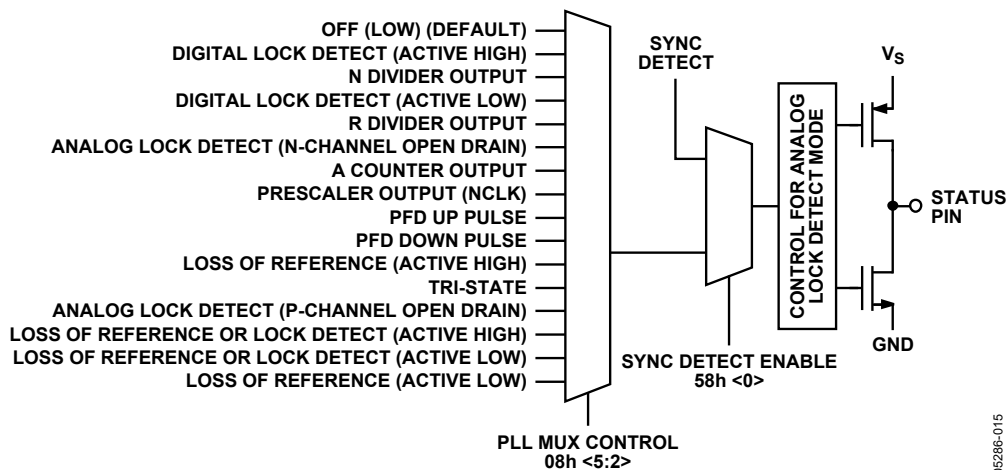 OFF (LOW) (DEFAULT)
DIGITAL LOCK DETECT (ACTIVE HIGH)
N DIVIDER OUTPUT
DIGITAL LOCK DETECT (ACTIVE LOW)
R DIVIDER OUTPUT
ANALOG LOCK DETECT (N-CHANNEL OPEN DRAIN)
A COUNTER OUTPUT
PRESCALER OUTPUT (NCLK)
PFD UP PULSE
PFD DOWN PULSE
LOSS OF REFERENCE (ACTIVE HIGH)
TRI-STATE
ANALOG LOCK DETECT (P-CHANNEL OPEN DRAIN)
LOSS OF REFERENCE OR LOCK DETECT (ACTIVE HIGH)
LOSS OF REFERENCE OR LOCK DETECT (ACTIVE LOW)
LOSS OF REFERENCE (ACTIVE LOW)
PLL MUX CONTROL
08h <5:2>
SYNC
DETECT
SYNC DETECT ENABLE
58h <0>
CONTROL FOR ANALOG
LOCK DETECT MODE
VS
STATUS
PIN
GND
05286-015